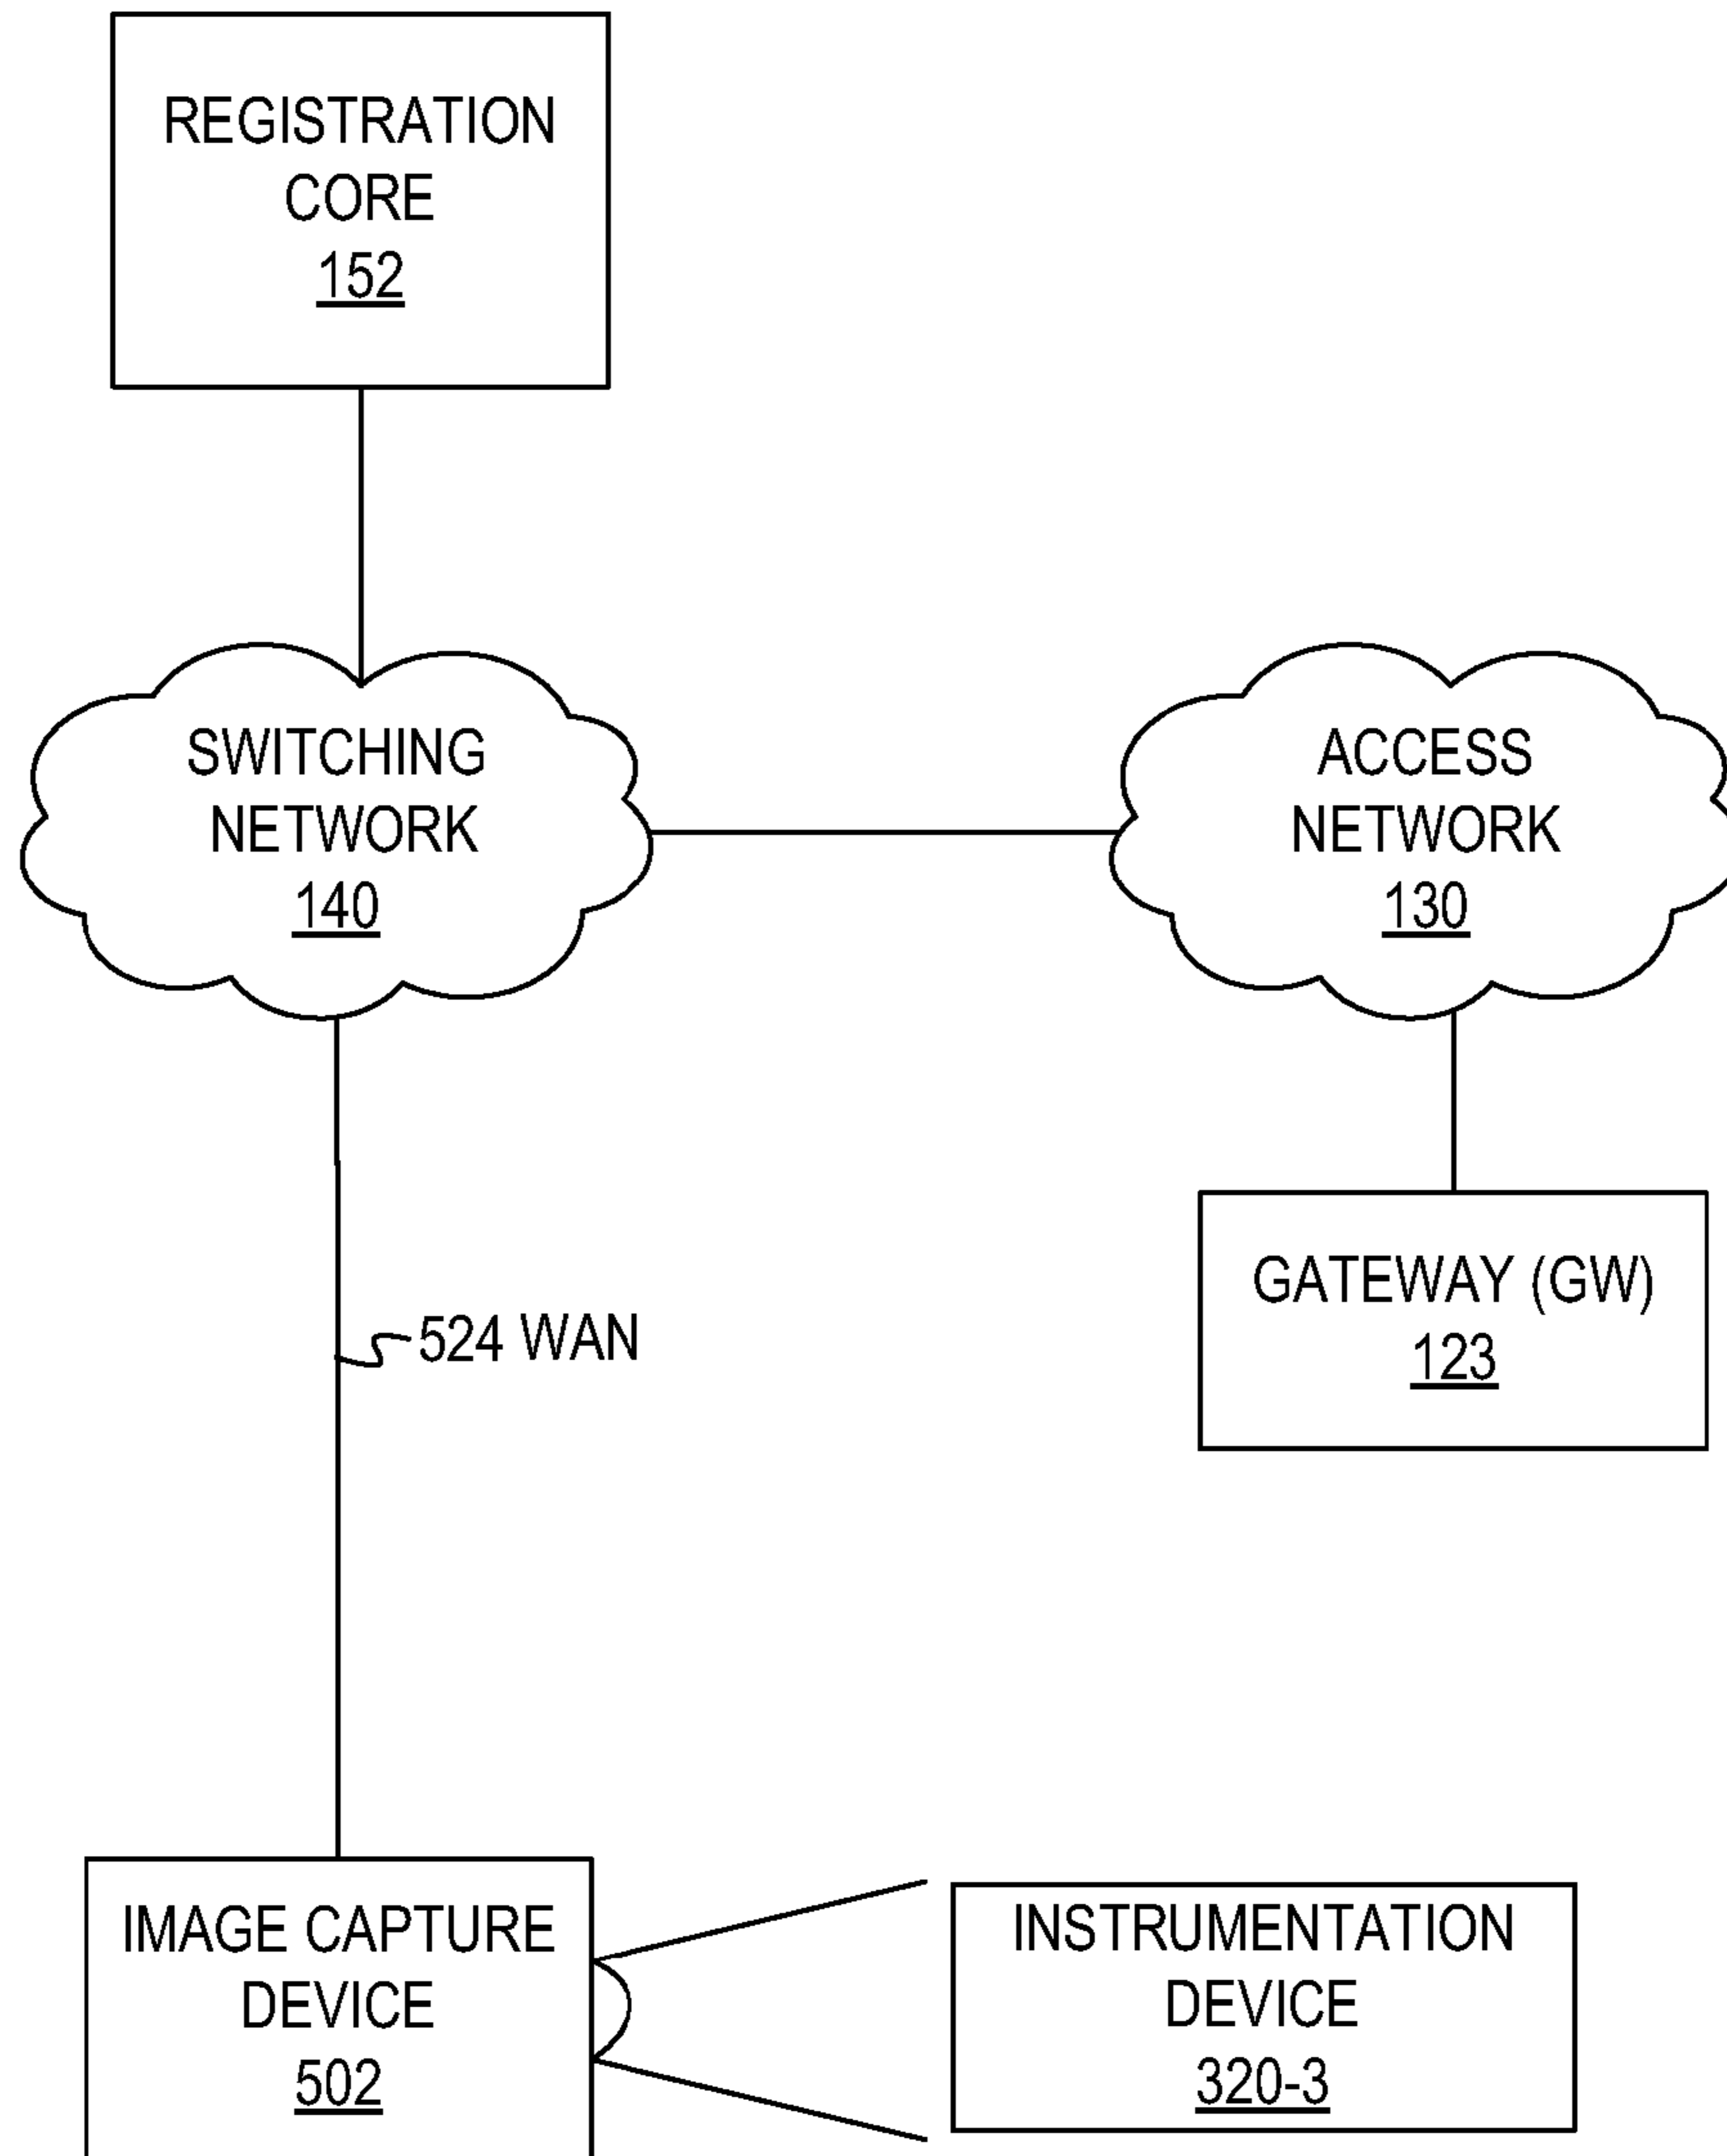 REGISTRATION
CORE
152
SWITCHING
NETWORK
140
ACCESS
NETWORK
130
GATEWAY (GW)
123
524 WAN
IMAGE CAPTURE
DEVICE
502
INSTRUMENTATION
DEVICE
320-3